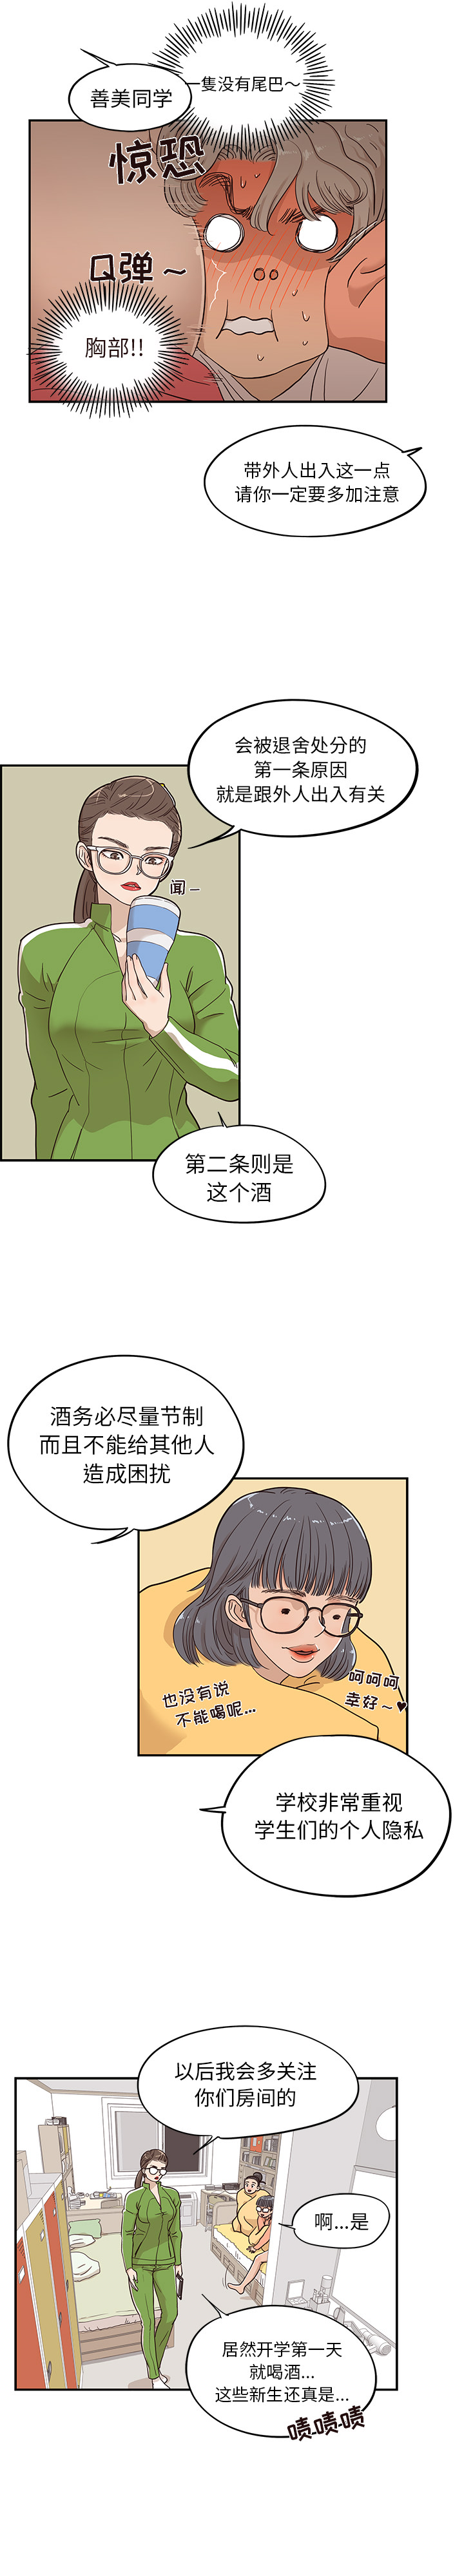 一隻没有尾巴～
善美同学
惊恐
Q弹～
胸部!!
带外人出入这一点
请你一定要多加注意
会被退舍处分的
第一条原因
就是跟外人出入有关
闻–
第二条则是
这个酒
酒务必尽量节制
而且不能给其他人
造成困扰
也没有说
不能喝呢...
呵呵呵
幸好～♥
学校非常重视
学生们的个人隐私
以后我会多关注
你们房间的
啊...是
居然开学第一天
就喝酒...
这些新生还真是...
啧-啧-啧